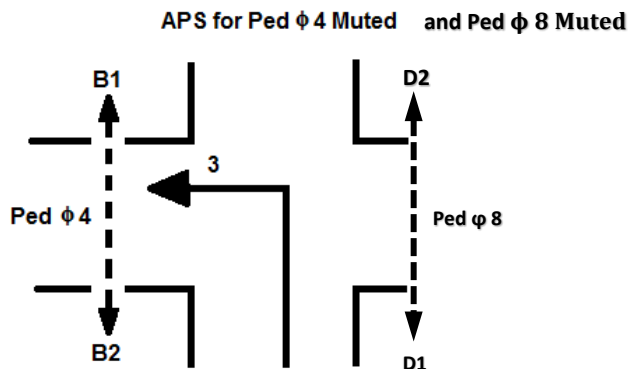 APS for Ped ϕ 4 Muted and Ped ϕ 8 Muted
B1
D2
3
Ped ϕ 4
Ped φ 8
B2
D1